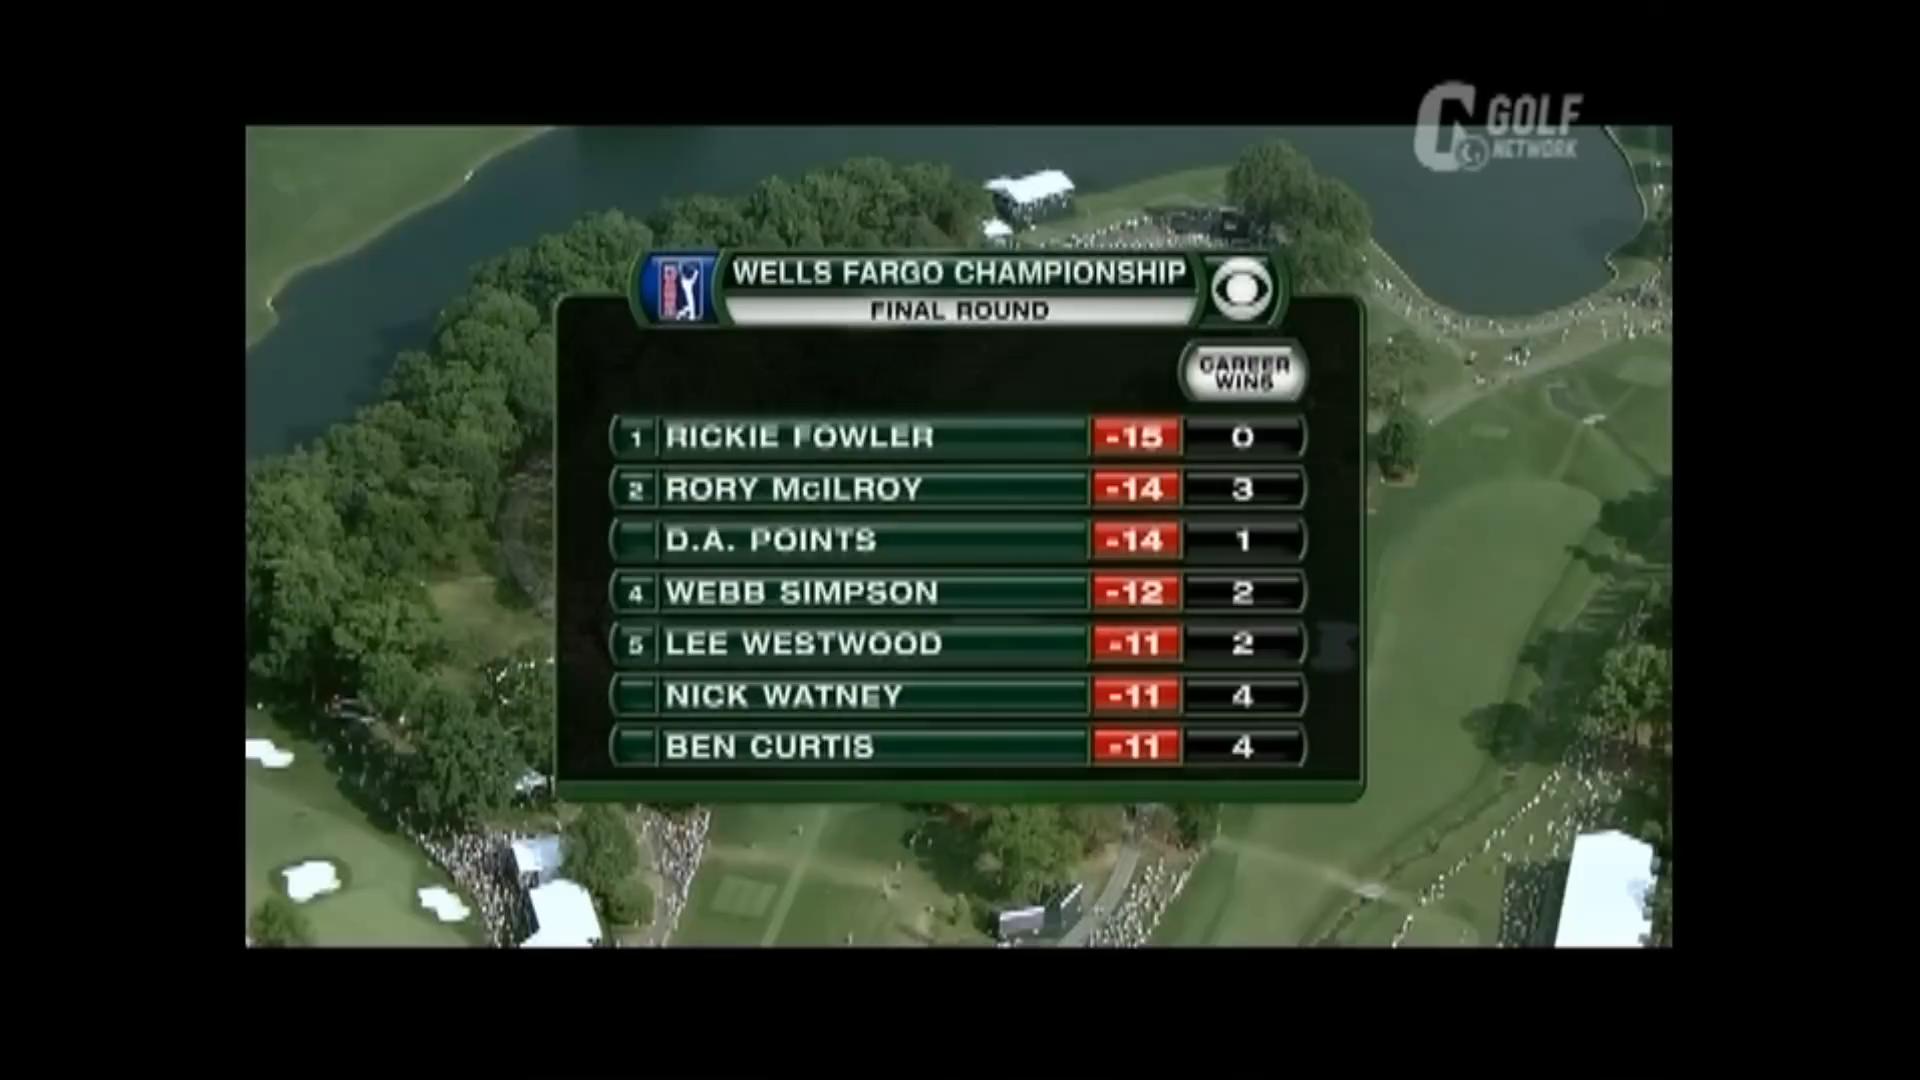 GOLF
NETWORK
WELLS FARGO CHAMPIONSHIP
FINAL ROUND
CAREER
WINS
1 RICKIE FOWLER -15 0
2 RORY McILROY -14 3
D.A. POINTS -14 1
4 WEBB SIMPSON -12 2
5 LEE WESTWOOD -11 2
NICK WATNEY -11 4
BEN CURTIS -11 4